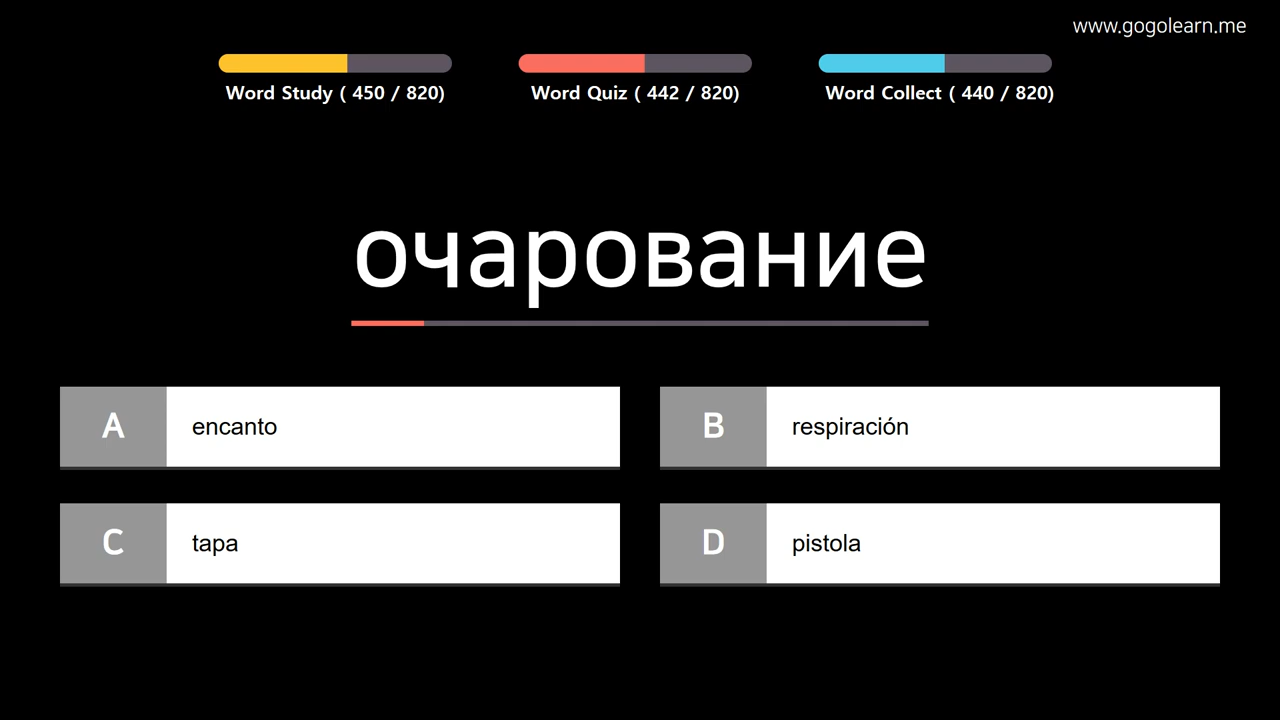 www.gogolearn.me
Word Study ( 450 / 820)
Word Quiz ( 442 / 820)
Word Collect ( 440 / 820)
очарование
A encanto
B respiración
C tapa
D pistola